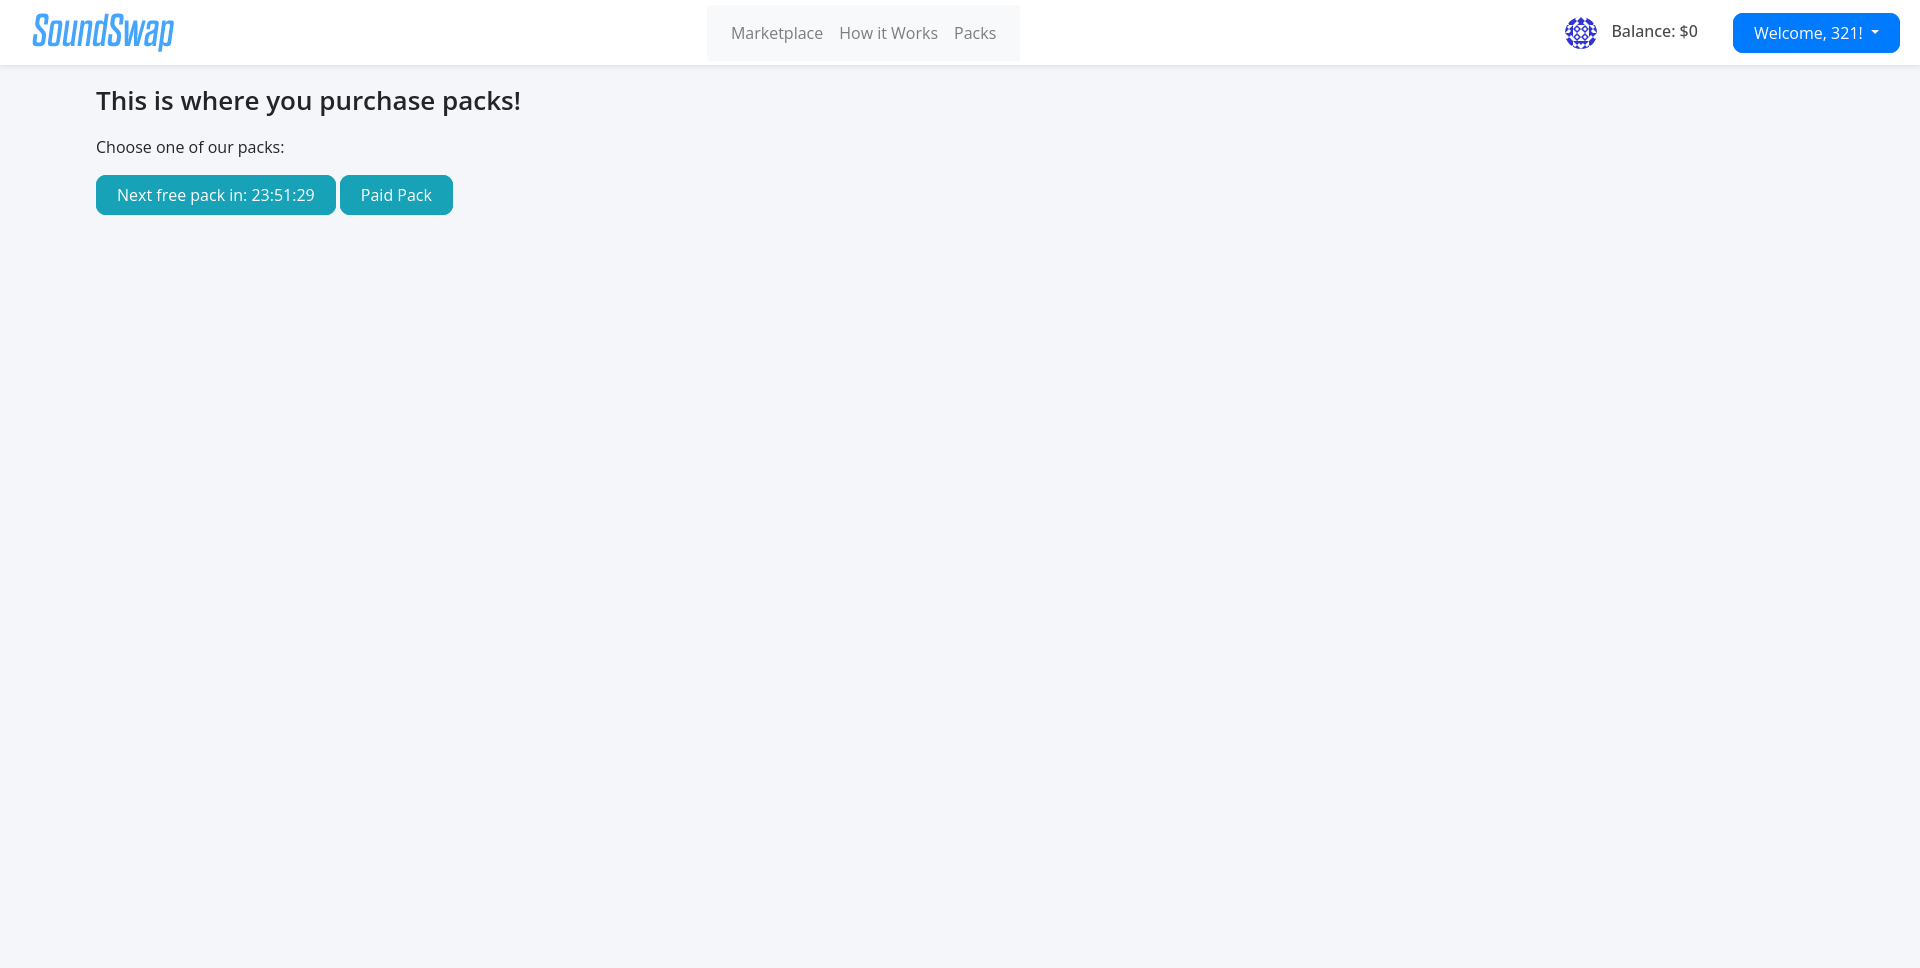 SoundSwap
Marketplace How it Works Packs
Balance: $0
Welcome, 321!
This is where you purchase packs!
Choose one of our packs:
Next free pack in: 23:51:29
Paid Pack